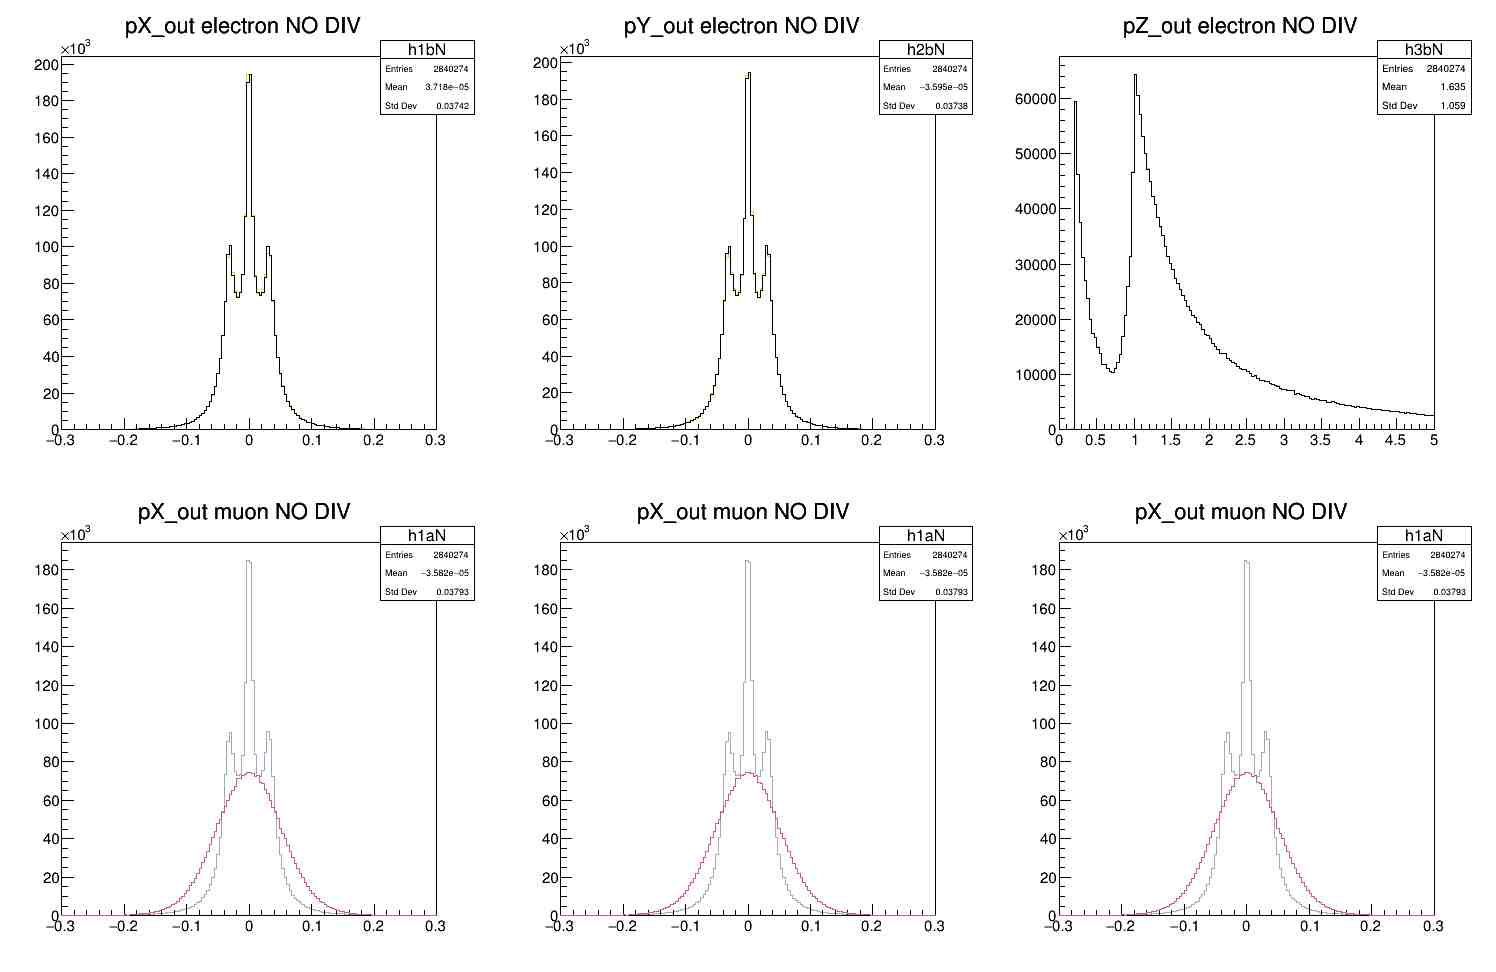 pX_out electron NO DIV
×10³
h1bN
Entries 2840274
Mean 3.718e−05
Std Dev 0.03742
200
180
160
140
120
100
80
60
40
20
0
−0.3 −0.2 −0.1 0 0.1 0.2 0.3
pY_out electron NO DIV
×10³
h2bN
Entries 2840274
Mean −3.595e−05
Std Dev 0.03738
200
180
160
140
120
100
80
60
40
20
0
−0.3 −0.2 −0.1 0 0.1 0.2 0.3
pZ_out electron NO DIV
h3bN
Entries 2840274
Mean 1.635
Std Dev 1.059
60000
50000
40000
30000
20000
10000
0
0 0.5 1 1.5 2 2.5 3 3.5 4 4.5 5
pX_out muon NO DIV
×10³
h1aN
Entries 2840274
Mean −3.582e−05
Std Dev 0.03793
180
160
140
120
100
80
60
40
20
0
−0.3 −0.2 −0.1 0 0.1 0.2 0.3
pX_out muon NO DIV
×10³
h1aN
Entries 2840274
Mean −3.582e−05
Std Dev 0.03793
180
160
140
120
100
80
60
40
20
0
−0.3 −0.2 −0.1 0 0.1 0.2 0.3
pX_out muon NO DIV
×10³
h1aN
Entries 2840274
Mean −3.582e−05
Std Dev 0.03793
180
160
140
120
100
80
60
40
20
0
−0.3 −0.2 −0.1 0 0.1 0.2 0.3